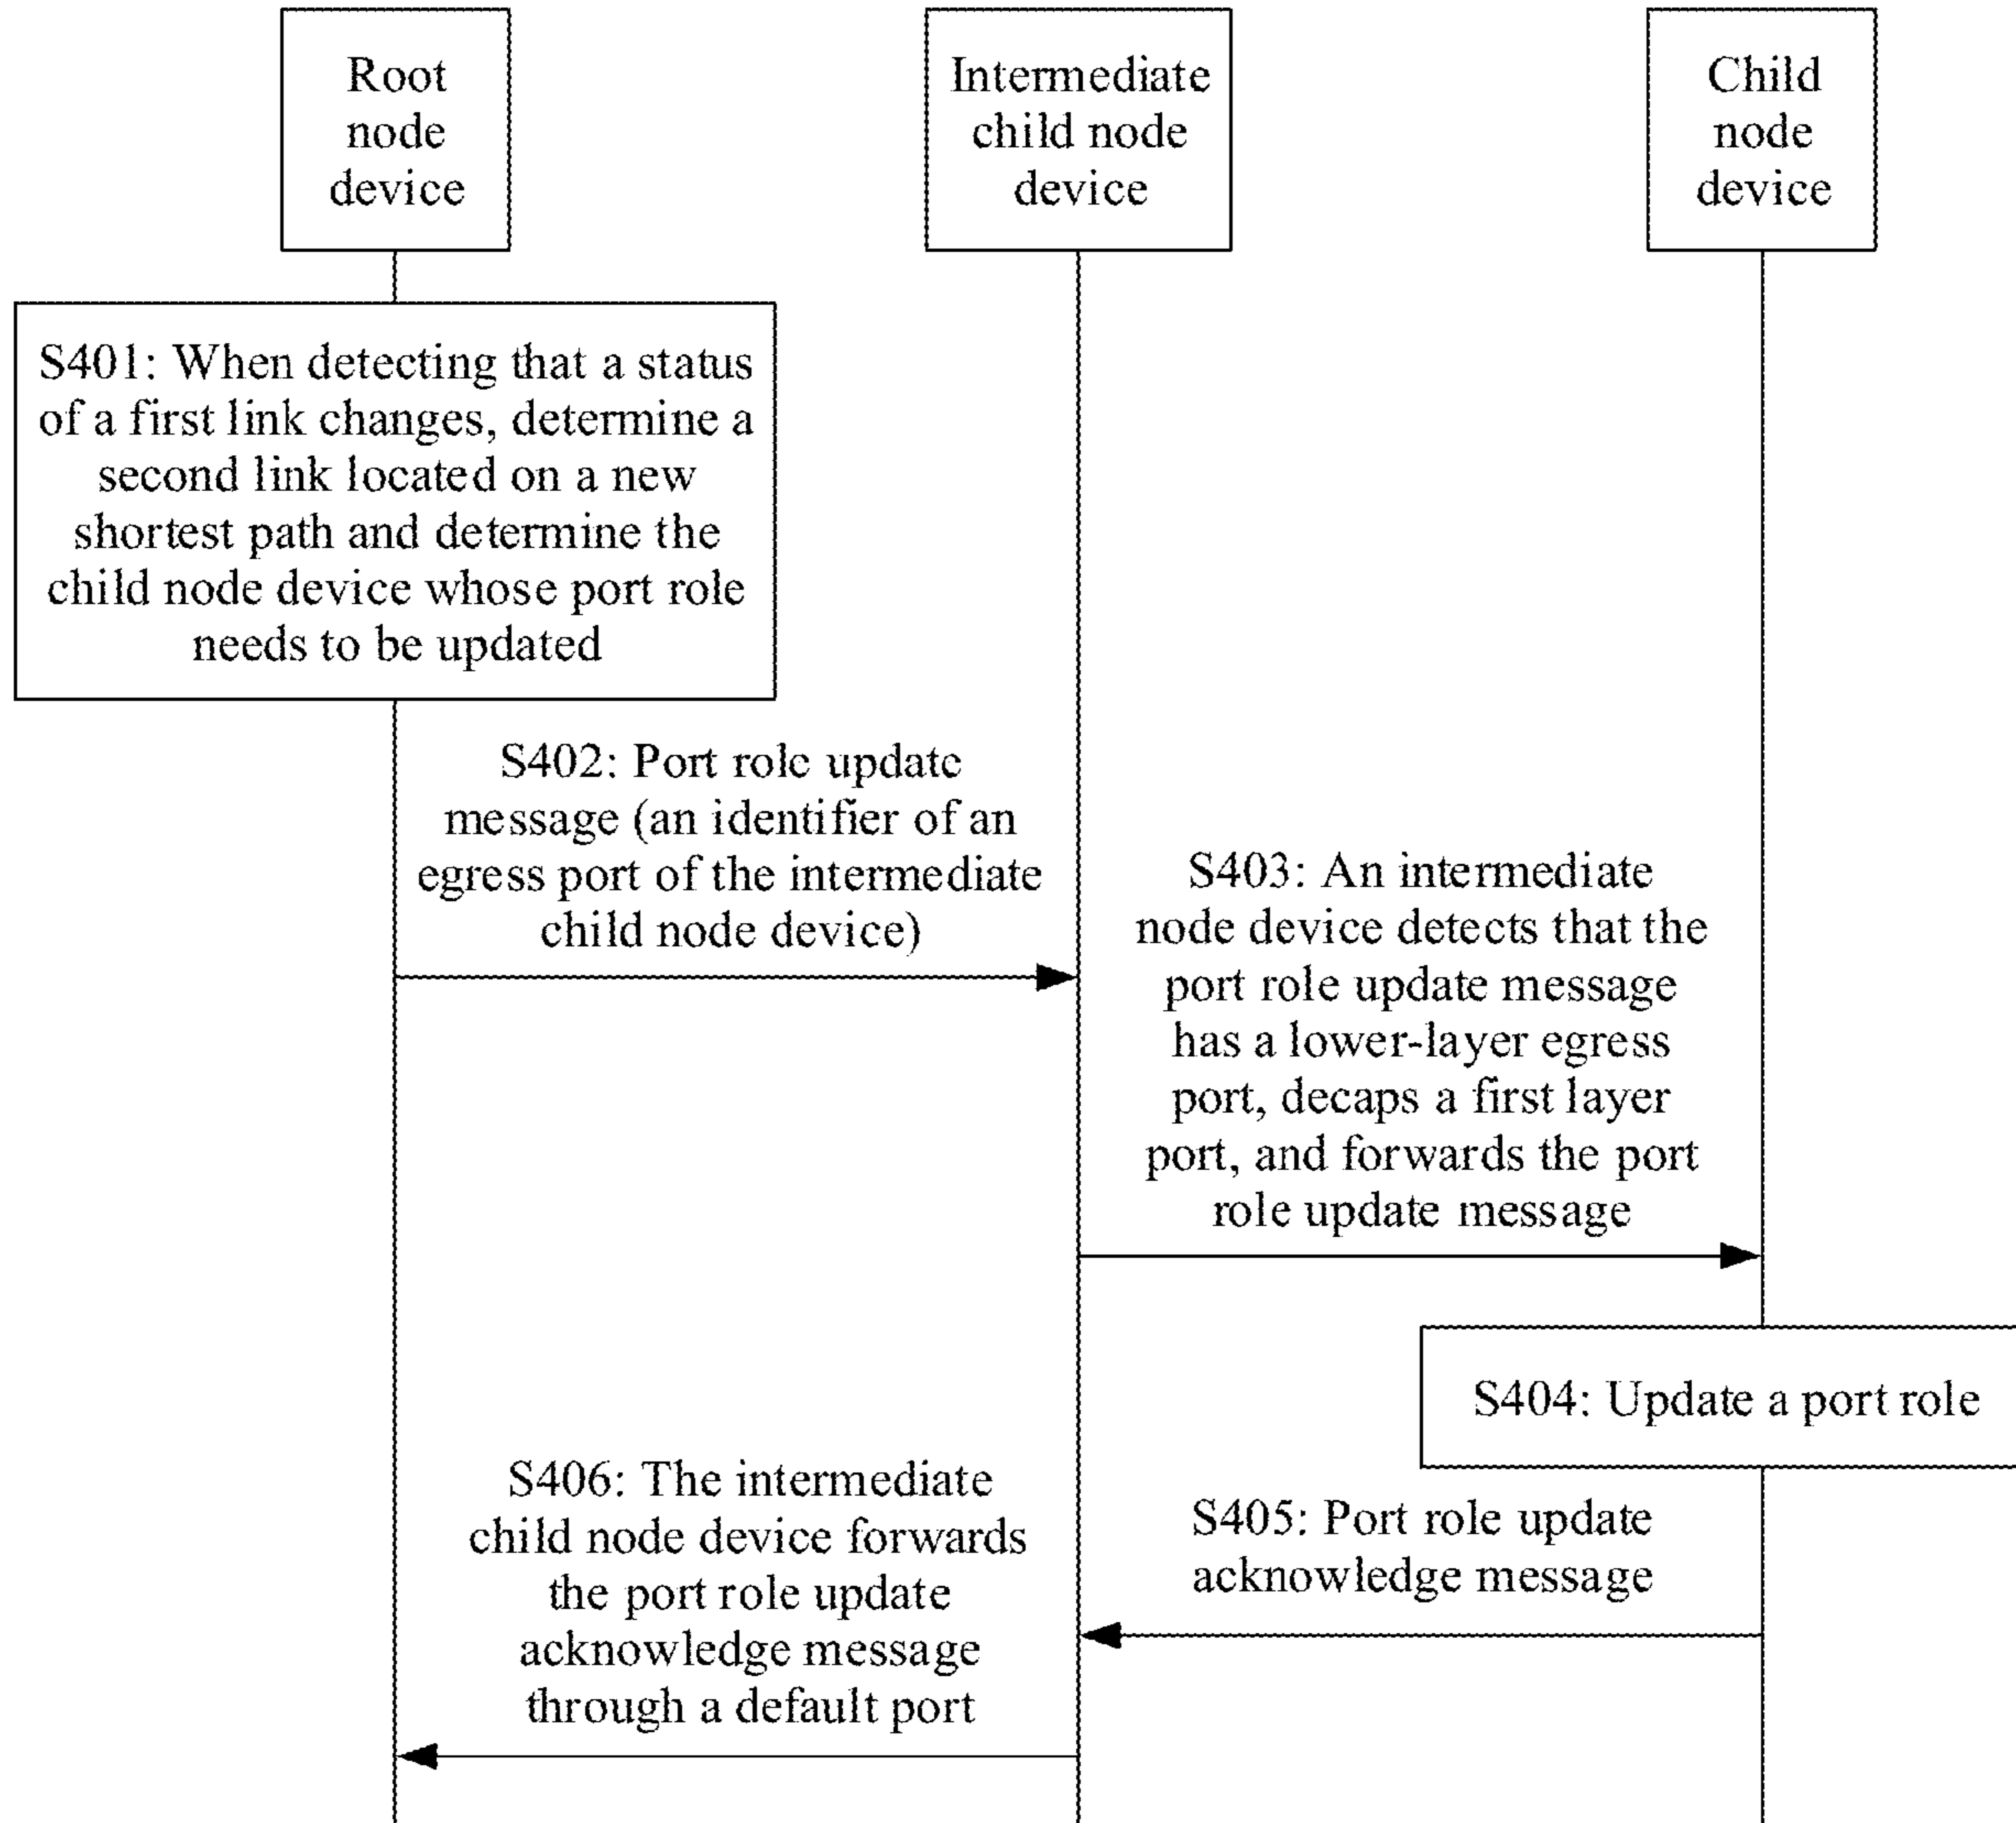 Root
node
device
Intermediate
child node
device
Child
node
device
S401: When detecting that a status
of a first link changes, determine a
second link located on a new
shortest path and determine the
child node device whose port role
needs to be updated
S402: Port role update
message (an identifier of an
egress port of the intermediate
child node device)
S403: An intermediate
node device detects that the
port role update message
has a lower-layer egress
port, decaps a first layer
port, and forwards the port
role update message
S404: Update a port role
S405: Port role update
acknowledge message
S406: The intermediate
child node device forwards
the port role update
acknowledge message
through a default port